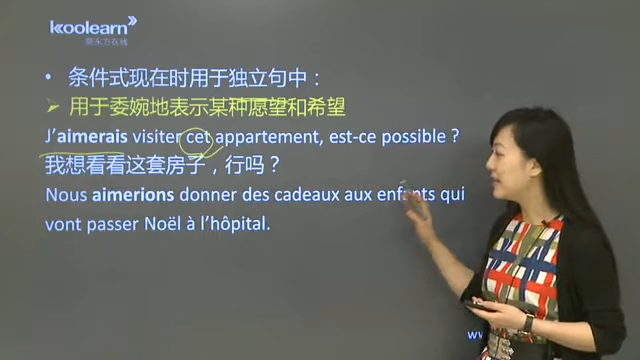 koolearn
新东方在线
• 条件式现在时用于独立句中：
➢ 用于委婉地表示某种愿望和希望
J’aimerais visiter cet appartement, est-ce possible ?
我想看看这套房子，行吗？
Nous aimerions donner des cadeaux aux enfants qui
vont passer Noël à l’hôpital.